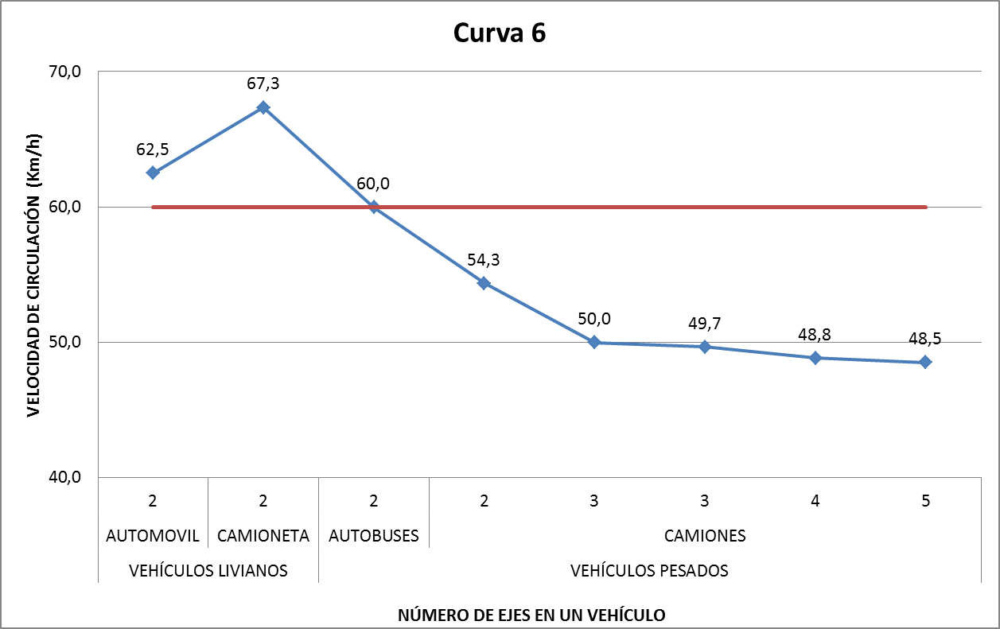 Curva 6
VELOCIDAD DE CIRCULACIÓN (Km/h)
70,0
60,0
50,0
40,0
62,5
67,3
60,0
54,3
50,0
49,7
48,8
48,5
2 2 2 2 3 3 4 5
AUTOMOVIL CAMIONETA AUTOBUSES CAMIONES
VEHÍCULOS LIVIANOS VEHÍCULOS PESADOS
NÚMERO DE EJES EN UN VEHÍCULO